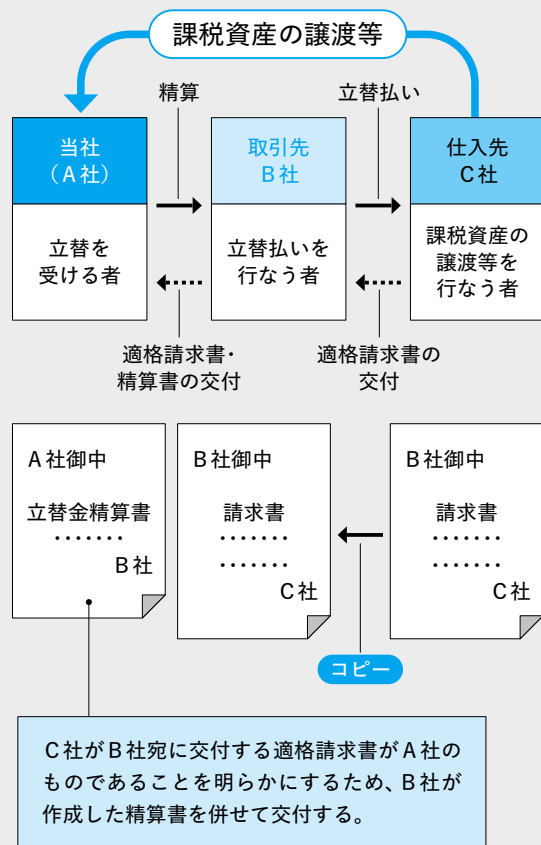 課税資産の譲渡等
精算
立替払い
当社
（A社）
取引先
B社
仕入先
C社
立替を
受ける者
立替払いを
行なう者
課税資産の
譲渡等を
行なう者
適格請求書・
精算書の交付
適格請求書の
交付
A社御中
立替金精算書
・・・・・・・
B社
B社御中
請求書
・・・・・・・
・・・・・・・
C社
B社御中
請求書
・・・・・・・
・・・・・・・
C社
コピー
C社がB社宛に交付する適格請求書がA社の
ものであることを明らかにするため、B社が
作成した精算書を併せて交付する。